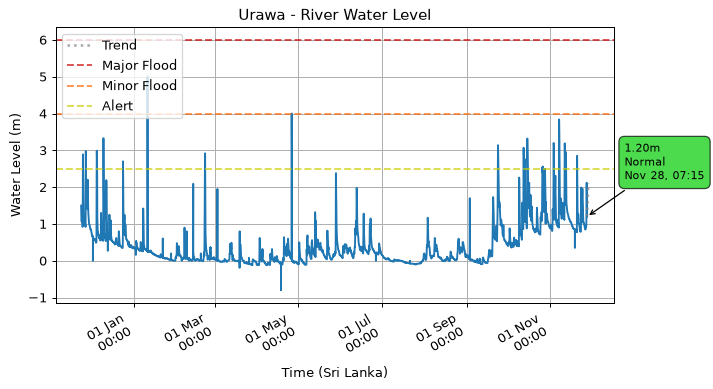 Urawa - River Water Level
6
5
4
3
2
1
0
−1
Water Level (m)
Trend
Major Flood
Minor Flood
Alert
1.20m
Normal
Nov 28, 07:15
01 Jan
00:00
01 Mar
00:00
01 May
00:00
01 Jul
00:00
01 Sep
00:00
01 Nov
00:00
Time (Sri Lanka)